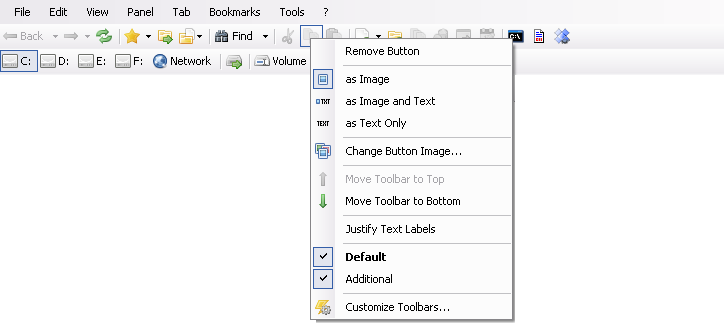 File Edit View Panel Tab Bookmarks Tools ?
Back Find C:\
C: D: E: F: Network Volume
Remove Button
as Image
TXT as Image and Text
TEXT as Text Only
Change Button Image...
Move Toolbar to Top
Move Toolbar to Bottom
Justify Text Labels
Default
Additional
Customize Toolbars...